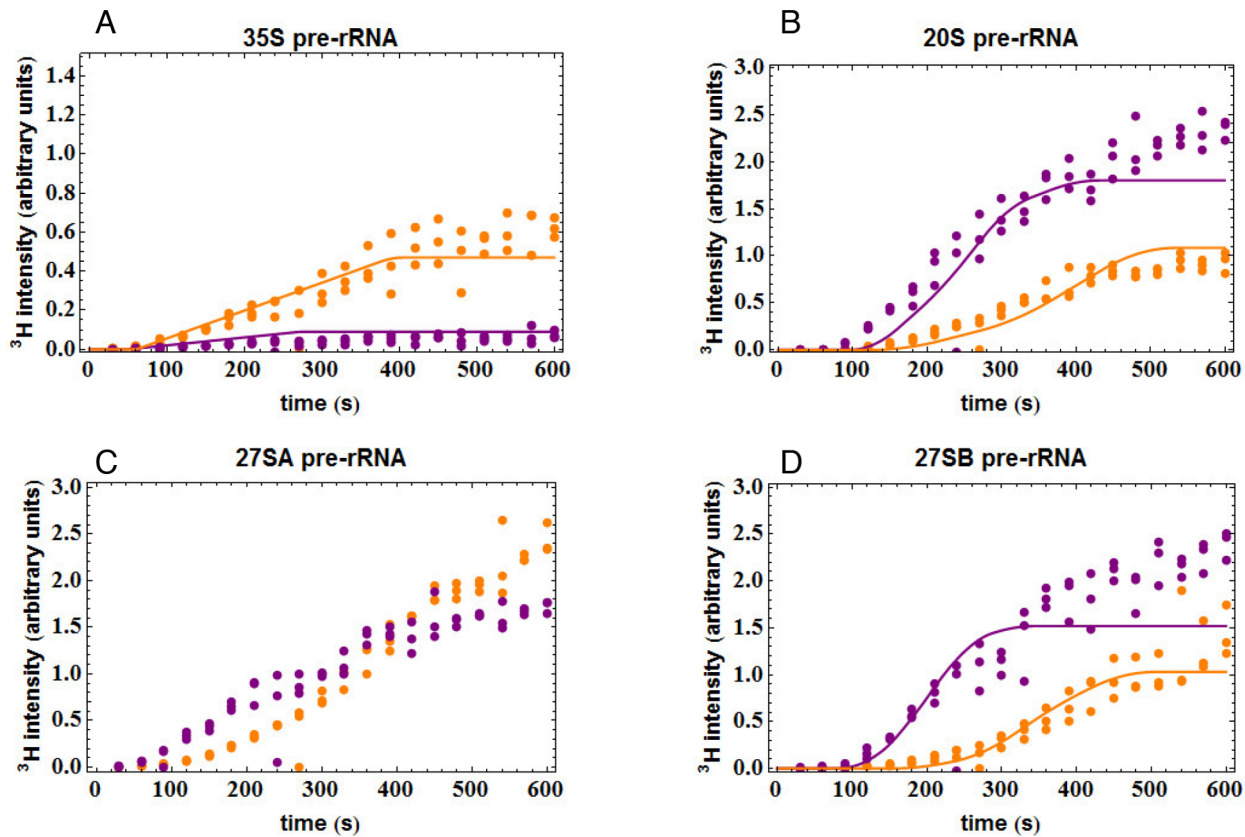 A
35S pre-rRNA
³H intensity (arbitrary units)
1.4
1.2
1.0
0.8
0.6
0.4
0.2
0.0
0 100 200 300 400 500 600
time (s)
B
20S pre-rRNA
³H intensity (arbitrary units)
3.0
2.5
2.0
1.5
1.0
0.5
0.0
0 100 200 300 400 500 600
time (s)
C
27SA pre-rRNA
³H intensity (arbitrary units)
3.0
2.5
2.0
1.5
1.0
0.5
0.0
0 100 200 300 400 500 600
time (s)
D
27SB pre-rRNA
³H intensity (arbitrary units)
3.0
2.5
2.0
1.5
1.0
0.5
0.0
0 100 200 300 400 500 600
time (s)